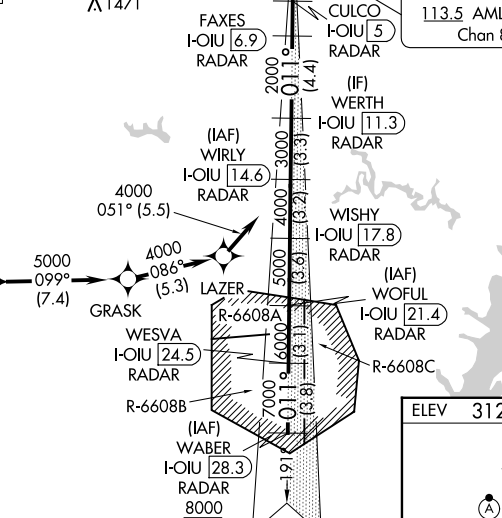 1471
FAXES
I-OIU 6.9
RADAR
CULCO
I-OIU 5
RADAR
113.5 AML
Chan 8
2000
011°
(4.4)
(IF)
WERTH
I-OIU 11.3
RADAR
3000
(3.3)
(IAF)
WIRLY
I-OIU 14.6
RADAR
4000
051° (5.5)
4000
(3.2)
WISHY
I-OIU 17.8
RADAR
5000
099°
(7.4)
4000
086°
(5.3)
GRASK
LAZER
5000
(3.6)
(IAF)
WOFUL
I-OIU 21.4
RADAR
R-6608A
WESVA
I-OIU 24.5
RADAR
6000
(3.1)
R-6608C
R-6608B
7000
011°
(3.8)
(IAF)
WABER
I-OIU 28.3
RADAR
191°
8000
ELEV 312
A